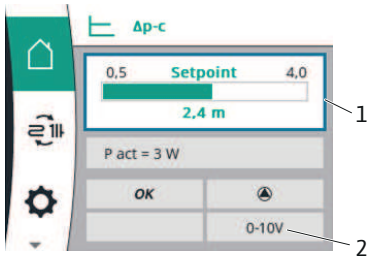 Δp-c
0,5 Setpoint 4,0
2,4 m
P act = 3 W
OK
0-10V
1
2